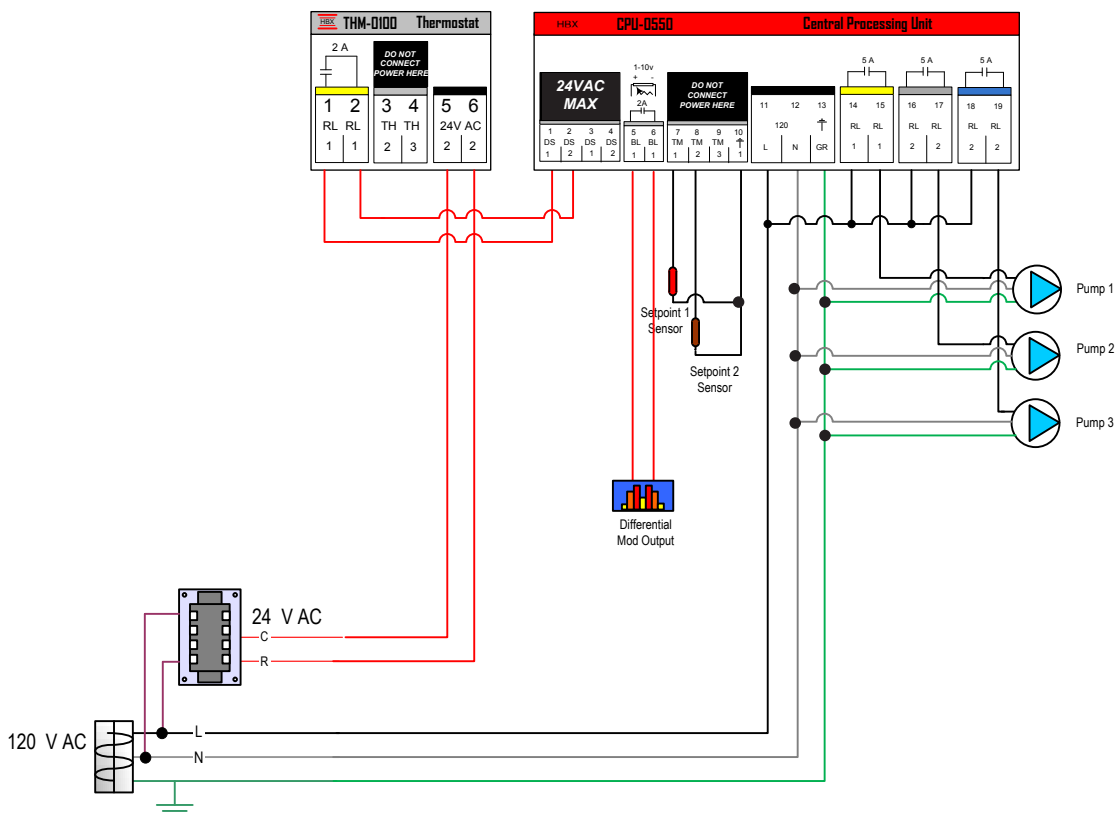 HBX THM-0100 Thermostat
2 A
DO NOT
CONNECT
POWER HERE
1 2 3 4 5 6
RL RL TH TH 24V AC
1 1 2 3 2 2
HBX CPU-0550 Central Processing Unit
24VAC
MAX
1-10v
+ -
2A
DO NOT
CONNECT
POWER HERE
5 A 5 A 5 A
1 2 3 4 5 6 7 8 9 10 11 12 13 14 15 16 17 18 19
DS DS DS DS BL BL TM TM TM 120 RL RL RL RL RL RL
1 2 1 2 1 1 1 2 3 1 L N GR 1 1 2 2 2 2
Pump 1
Setpoint 1
Sensor
Pump 2
Setpoint 2
Sensor
Pump 3
Differential
Mod Output
24 V AC
C
R
L
120 V AC
N